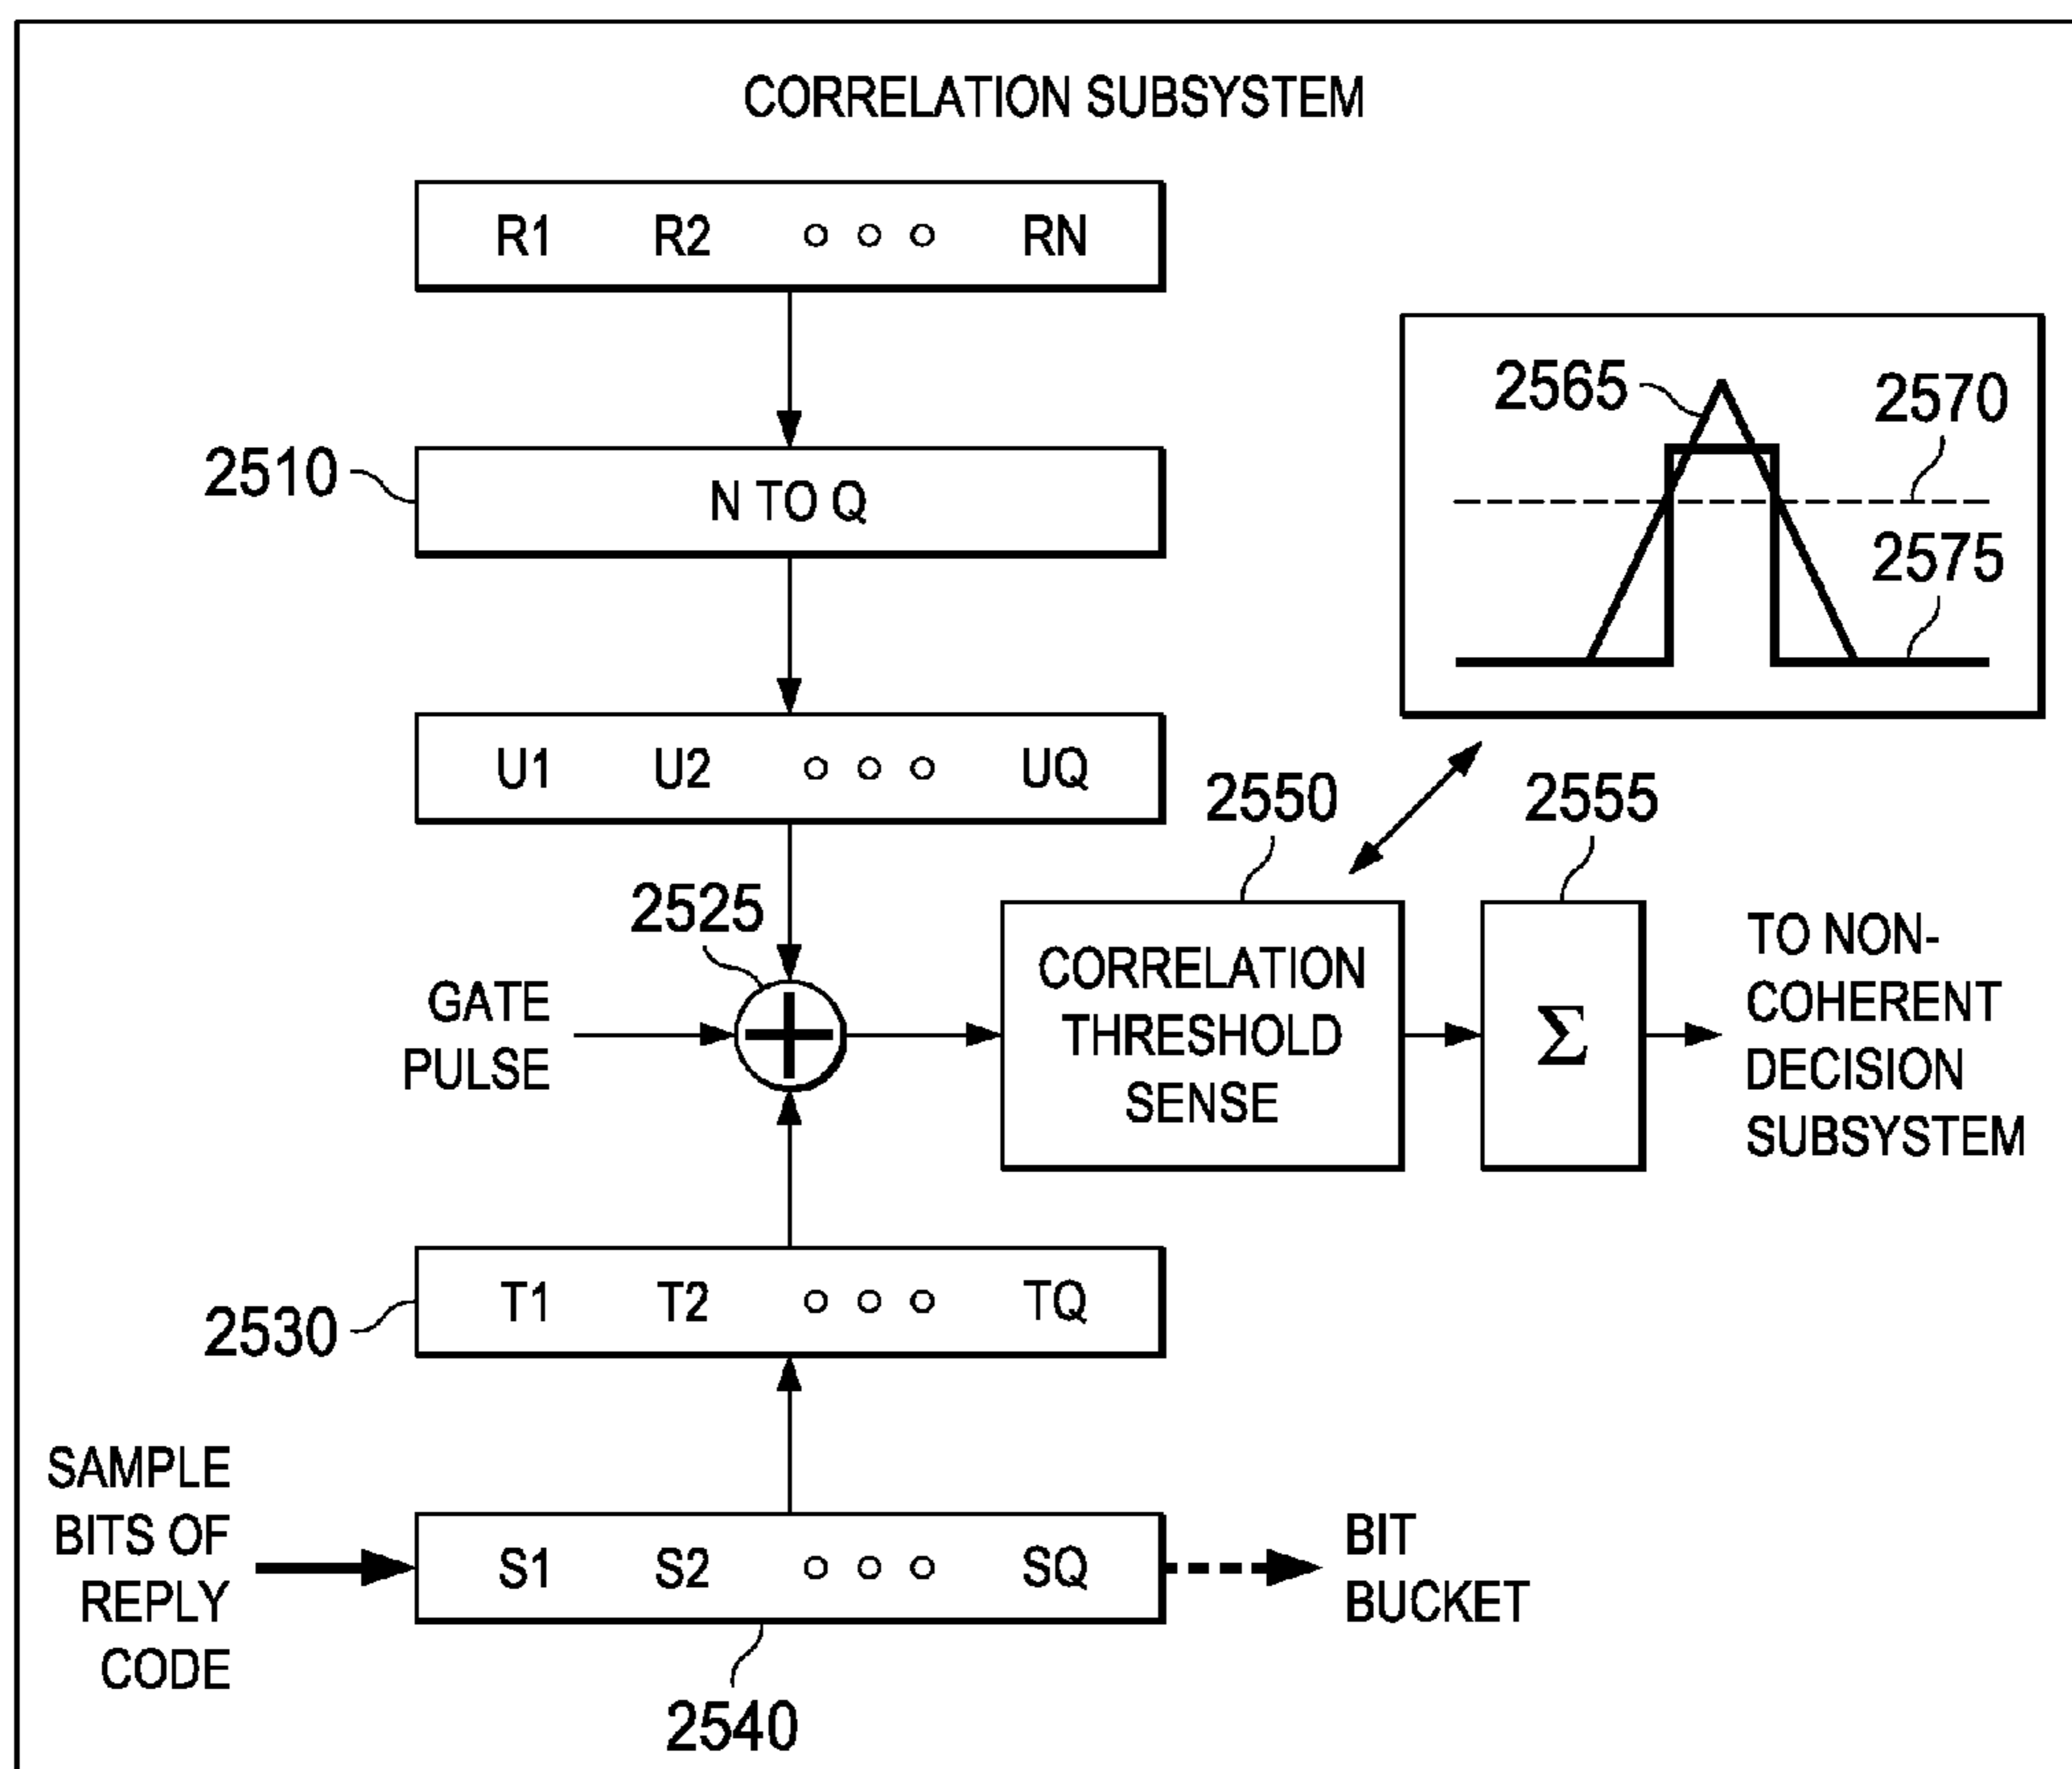 CORRELATION SUBSYSTEM
R1 R2 ○ ○ ○ RN
2510
N TO Q
2565
2570
2575
U1 U2 ○ ○ ○ UQ
2525
2550
2555
GATE
PULSE
+
CORRELATION
THRESHOLD
SENSE
Σ
TO NON-
COHERENT
DECISION
SUBSYSTEM
2530
T1 T2 ○ ○ ○ TQ
SAMPLE
BITS OF
REPLY
CODE
S1 S2 ○ ○ ○ SQ
BIT
BUCKET
2540